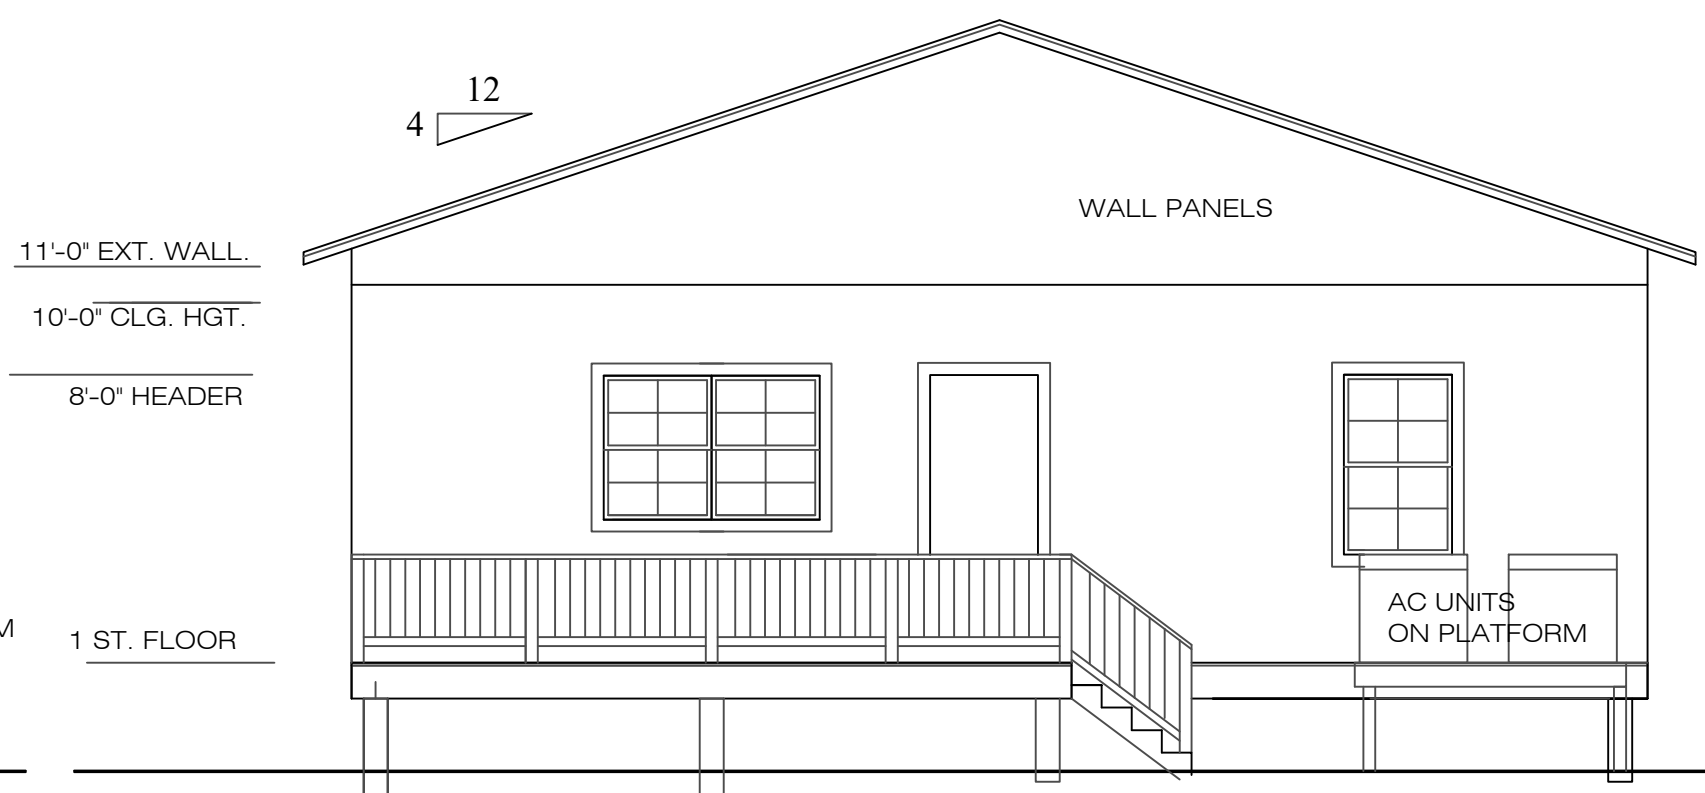 12
4
WALL PANELS
11'-0" EXT. WALL.
10'-0" CLG. HGT.
8'-0" HEADER
AC UNITS
ON PLATFORM
M
1 ST. FLOOR